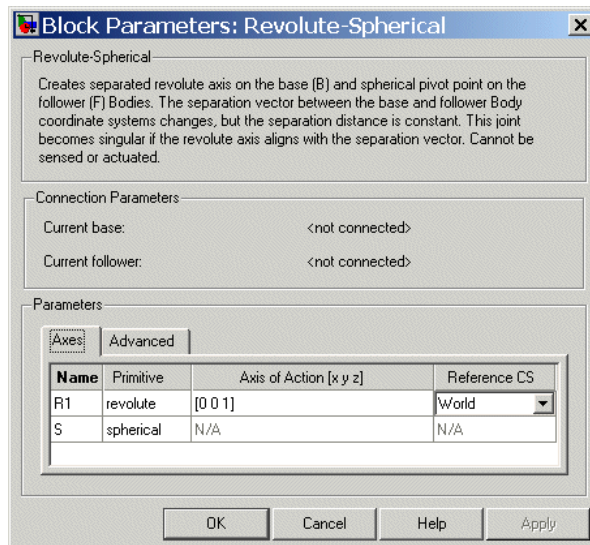 Block Parameters: Revolute-Spherical
Revolute-Spherical
Creates separated revolute axis on the base (B) and spherical pivot point on the
follower (F) Bodies. The separation vector between the base and follower Body
coordinate systems changes, but the separation distance is constant. This joint
becomes singular if the revolute axis aligns with the separation vector. Cannot be
sensed or actuated.
Connection Parameters
Current base: <not connected>
Current follower: <not connected>
Parameters
Axes Advanced
Name Primitive Axis of Action [x y z] Reference CS
R1 revolute [0 0 1] World
S spherical N/A N/A
OK Cancel Help Apply